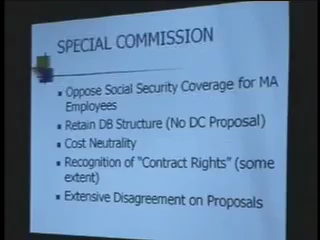 SPECIAL COMMISSION
Oppose Social Security Coverage for MA
Employees
Retain DB Structure (No DC Proposal)
Cost Neutrality
Recognition of "Contract Rights" (some
extent)
Extensive Disagreement on Proposals